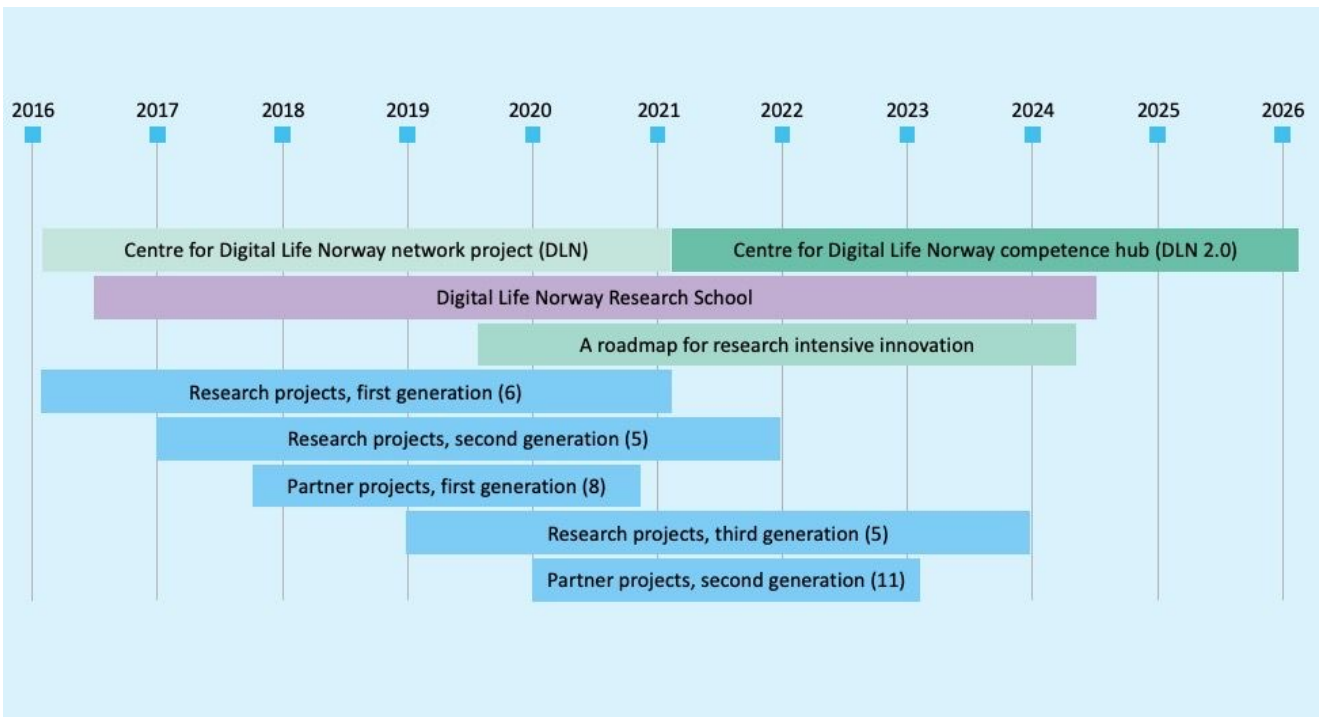 2016 2017 2018 2019 2020 2021 2022 2023 2024 2025 2026
Centre for Digital Life Norway network project (DLN) Centre for Digital Life Norway competence hub (DLN 2.0)
Digital Life Norway Research School
A roadmap for research intensive innovation
Research projects, first generation (6)
Research projects, second generation (5)
Partner projects, first generation (8)
Research projects, third generation (5)
Partner projects, second generation (11)